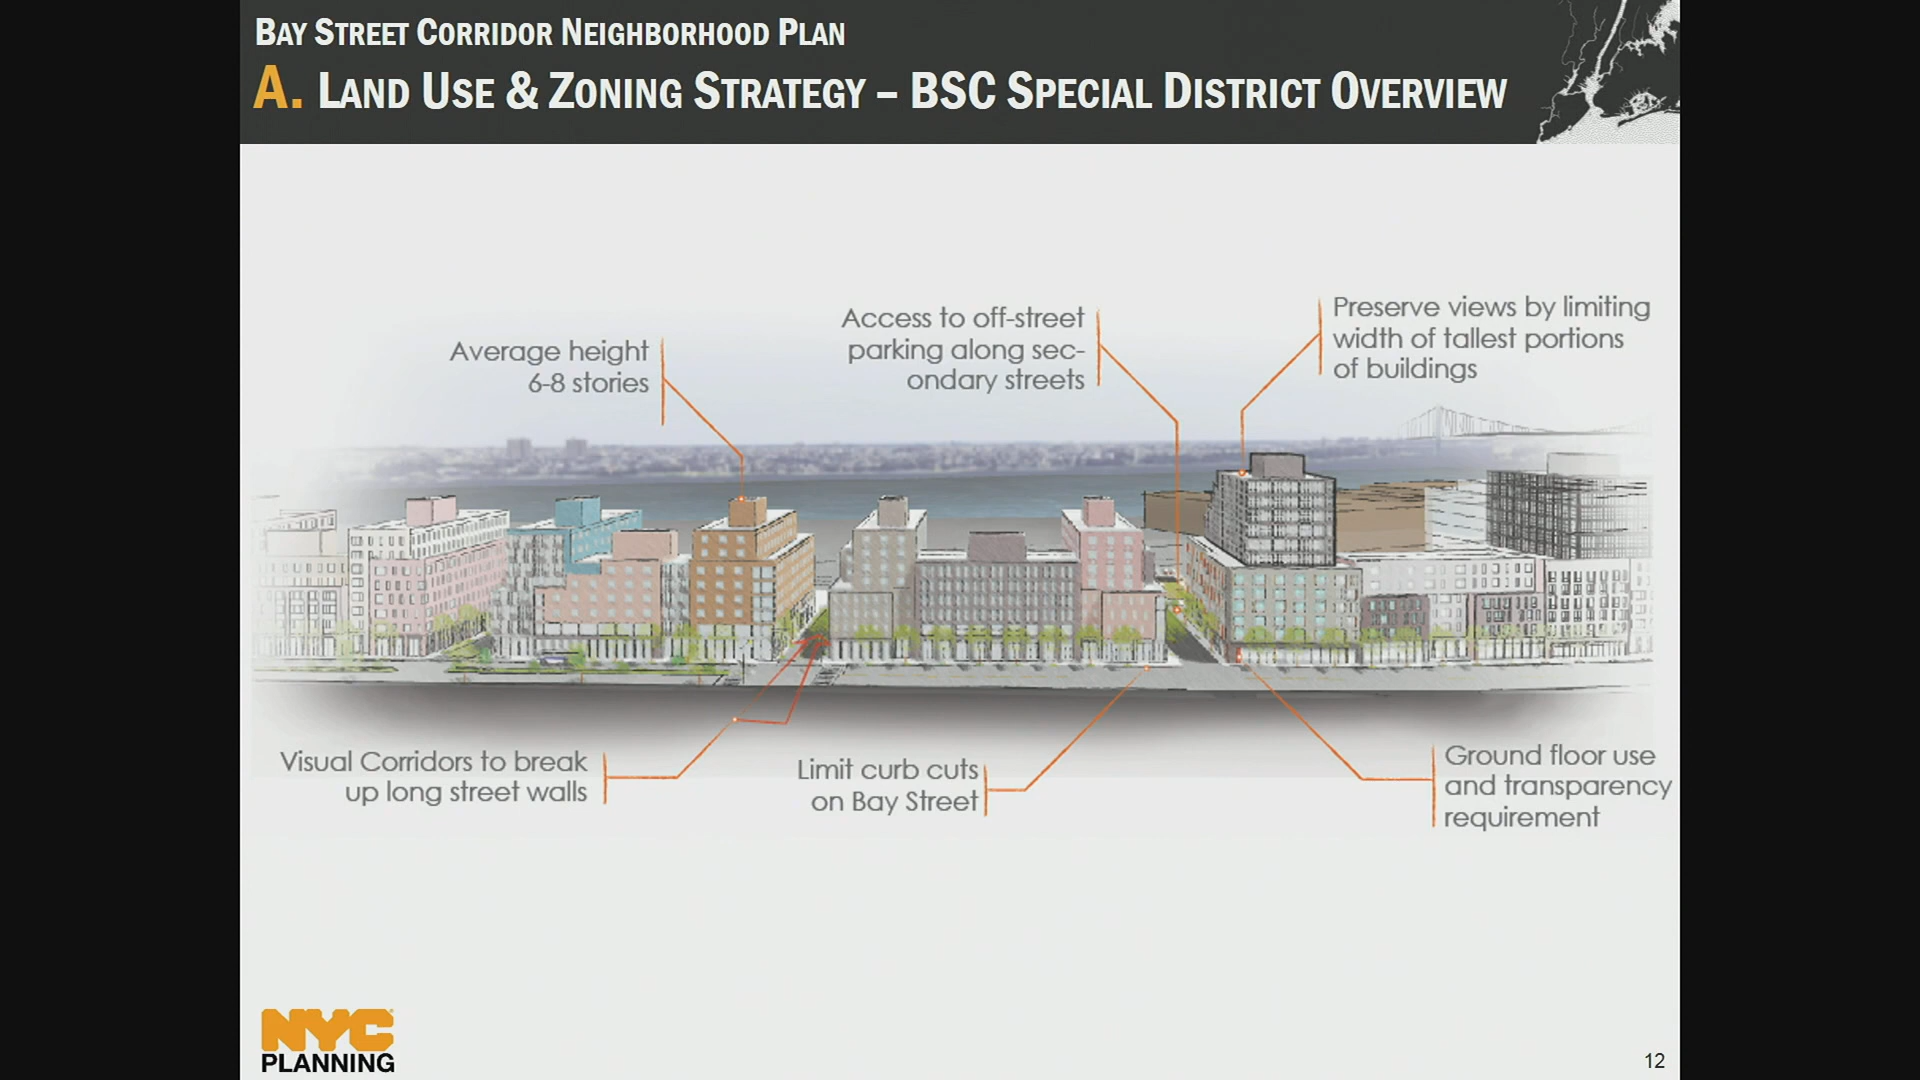 BAY STREET CORRIDOR NEIGHBORHOOD PLAN
A. LAND USE & ZONING STRATEGY – BSC SPECIAL DISTRICT OVERVIEW
Average height
6-8 stories
Access to off-street
parking along sec-
ondary streets
Preserve views by limiting
width of tallest portions
of buildings
Visual Corridors to break
up long street walls
Limit curb cuts
on Bay Street
Ground floor use
and transparency
requirement
NYC
PLANNING
12